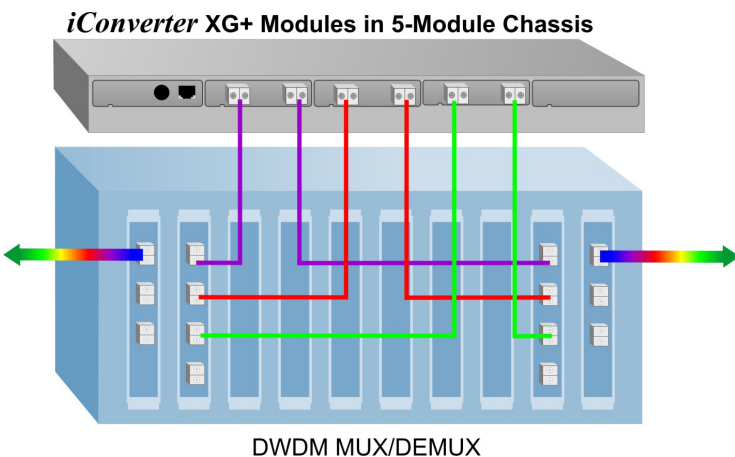 iConverter XG+ Modules in 5-Module Chassis
DWDM MUX/DEMUX